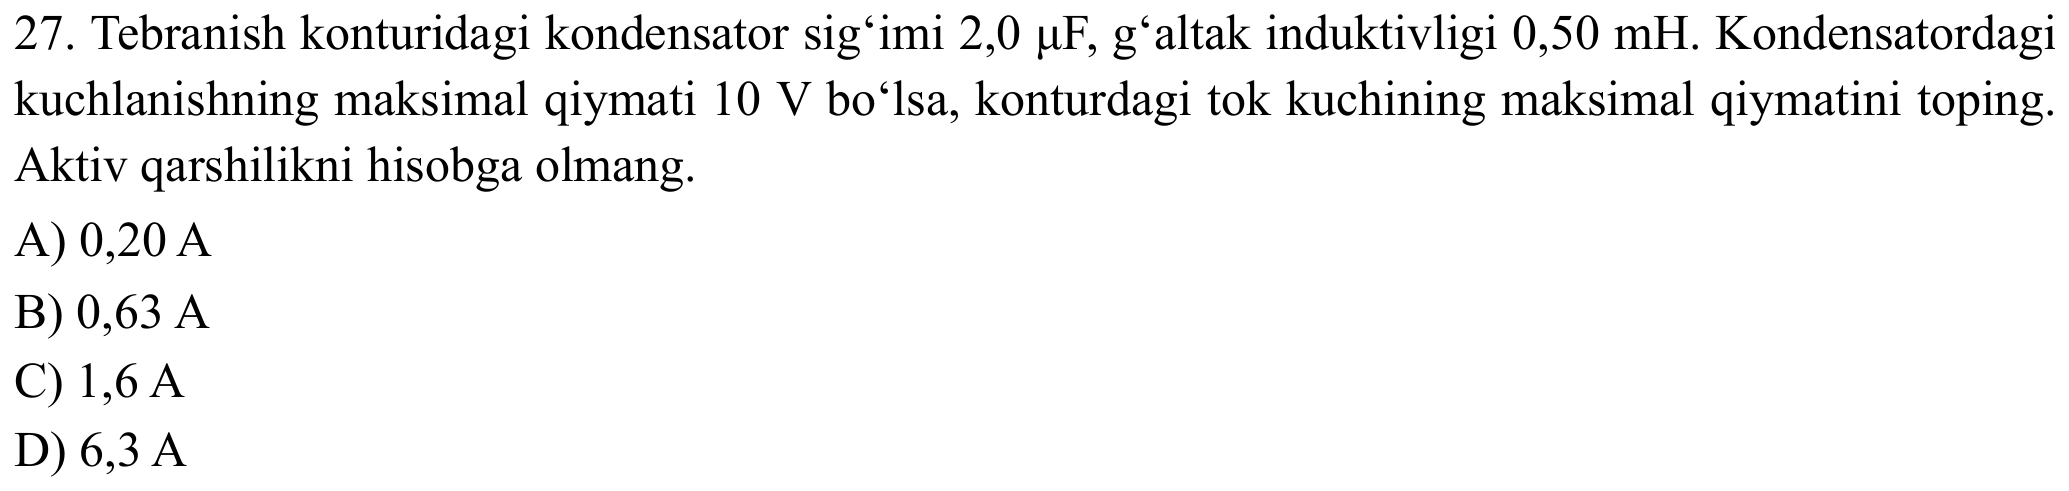 27. Tebranish konturidagi kondensator sig‘imi 2,0 μF, g‘altak induktivligi 0,50 mH. Kondensatordagi
kuchlanishning maksimal qiymati 10 V bo‘lsa, konturdagi tok kuchining maksimal qiymatini toping.
Aktiv qarshilikni hisobga olmang.
A) 0,20 A
B) 0,63 A
C) 1,6 A
D) 6,3 A